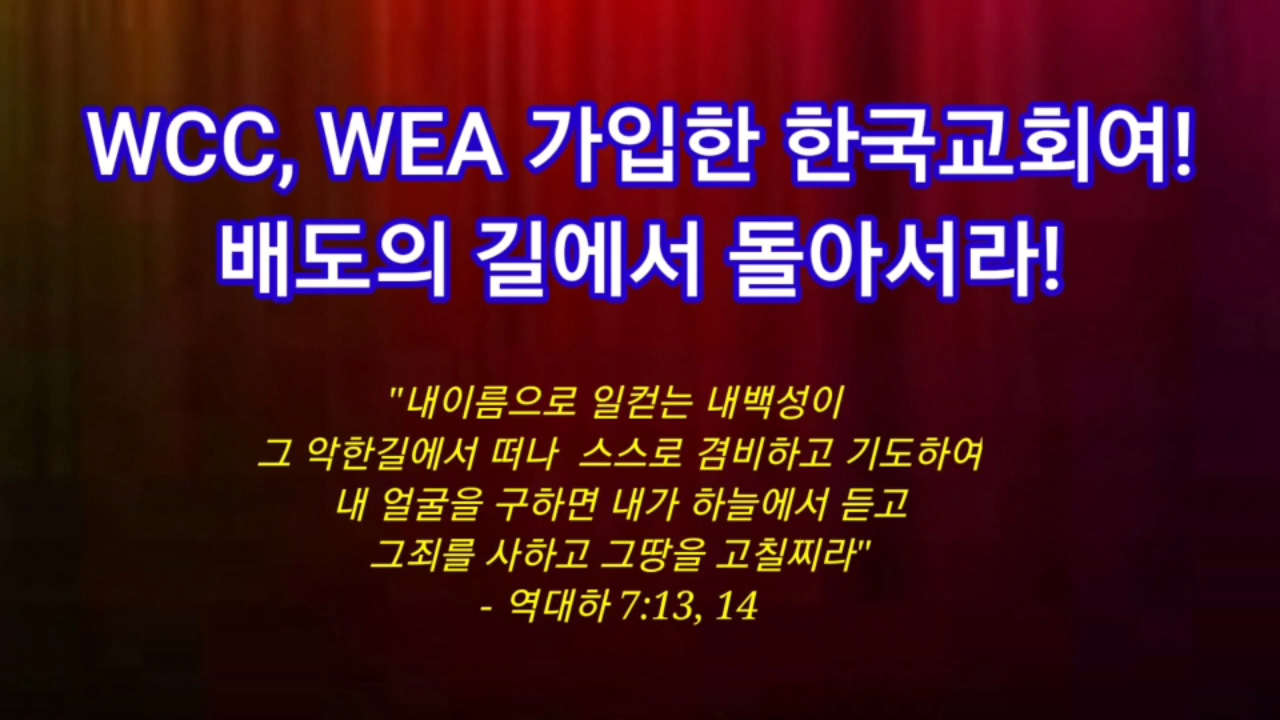 WCC, WEA 가입한 한국교회여!
배도의 길에서 돌아서라!
"내이름으로 일컫는 내백성이
그 악한길에서 떠나 스스로 겸비하고 기도하여
내 얼굴을 구하면 내가 하늘에서 듣고
그죄를 사하고 그땅을 고칠찌라"
- 역대하 7:13, 14